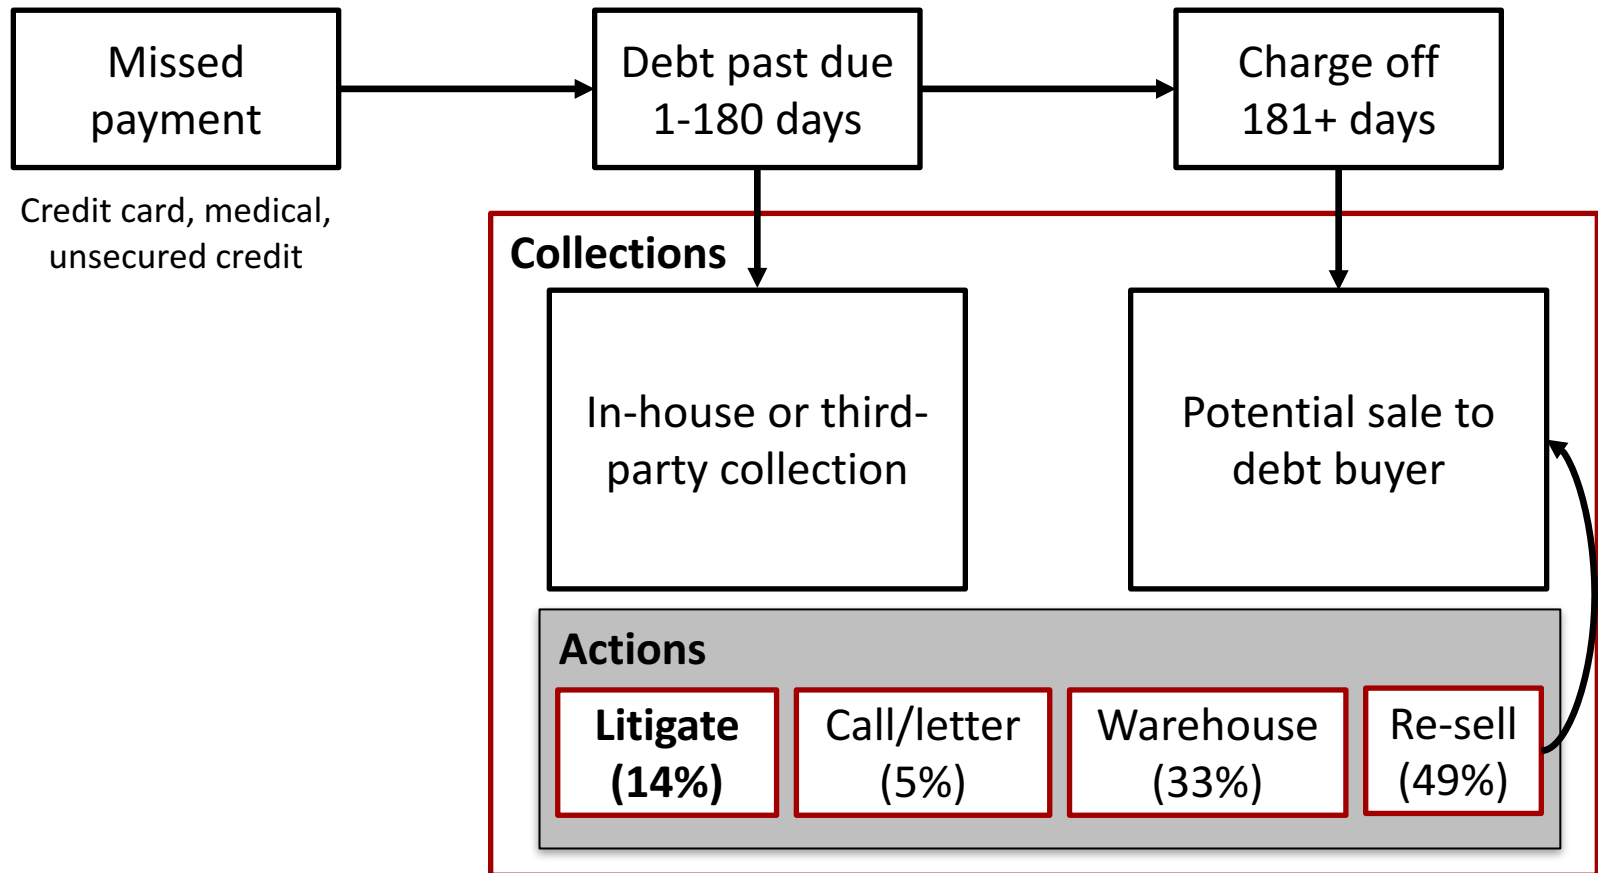 Missed
payment
Debt past due
1-180 days
Charge off
181+ days
Credit card, medical,
unsecured credit
Collections
In-house or third-
party collection
Potential sale to
debt buyer
Actions
Litigate
(14%)
Call/letter
(5%)
Warehouse
(33%)
Re-sell
(49%)